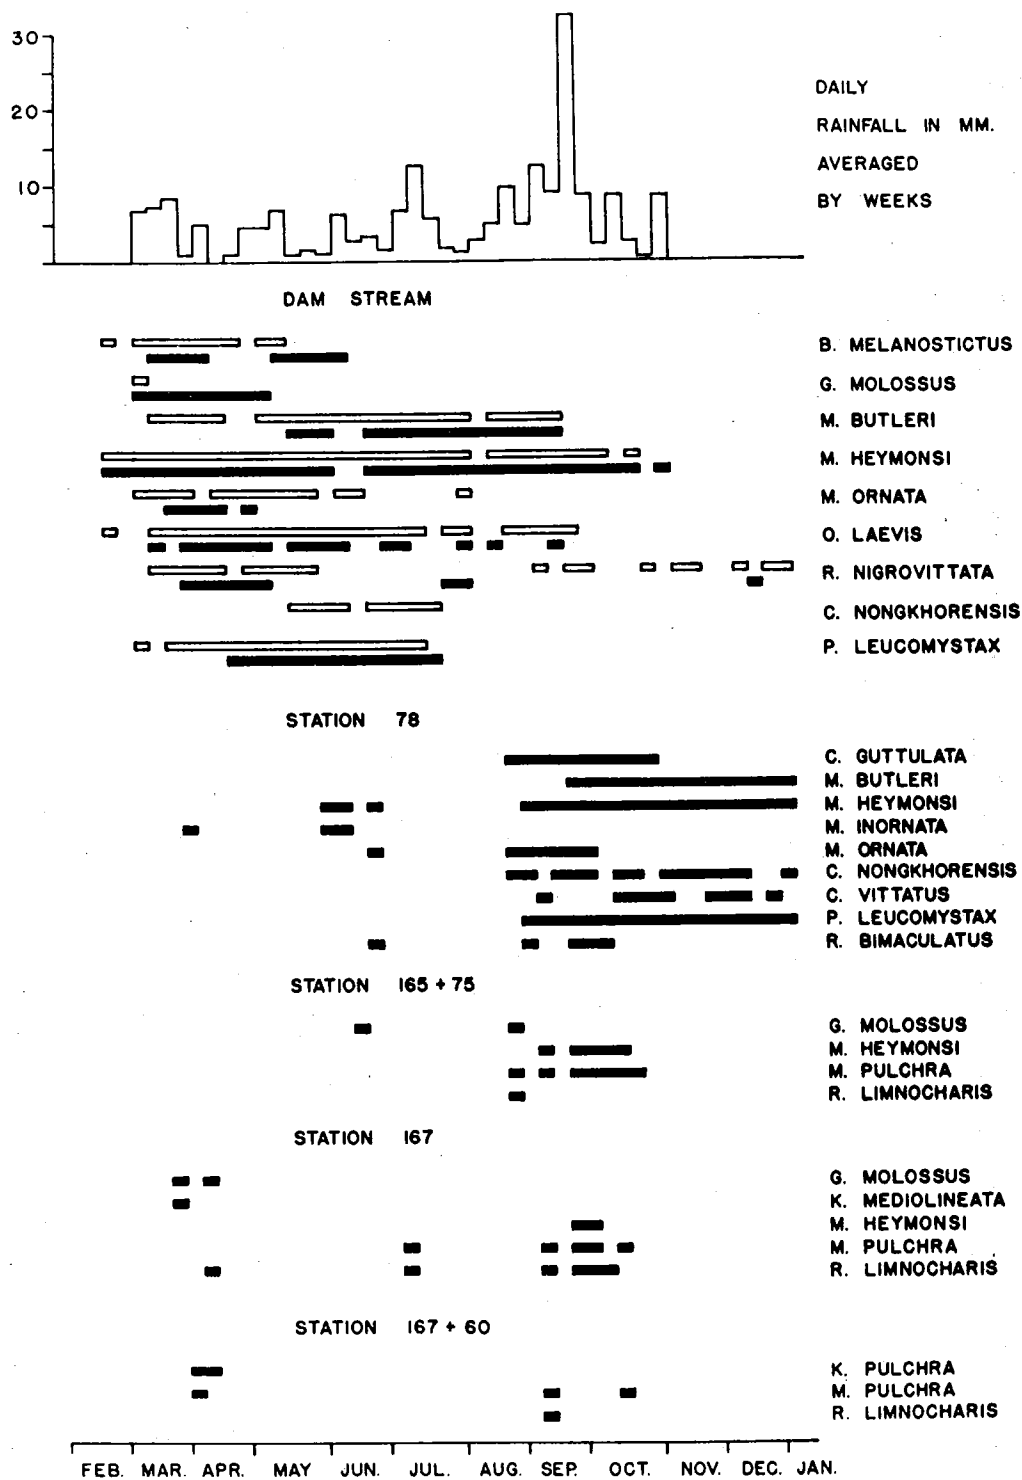 30
20
10
DAILY
RAINFALL IN MM.
AVERAGED
BY WEEKS
DAM STREAM
B. MELANOSTICTUS
G. MOLOSSUS
M. BUTLERI
M. HEYMONSI
M. ORNATA
O. LAEVIS
R. NIGROVITTATA
C. NONGKHORENSIS
P. LEUCOMYSTAX
STATION 78
C. GUTTULATA
M. BUTLERI
M. HEYMONSI
M. INORNATA
M. ORNATA
C. NONGKHORENSIS
C. VITTATUS
P. LEUCOMYSTAX
R. BIMACULATUS
STATION 165 + 75
G. MOLOSSUS
M. HEYMONSI
M. PULCHRA
R. LIMNOCHARIS
STATION 167
G. MOLOSSUS
K. MEDIOLINEATA
M. HEYMONSI
M. PULCHRA
R. LIMNOCHARIS
STATION 167 + 60
K. PULCHRA
M. PULCHRA
R. LIMNOCHARIS
FEB. MAR. APR. MAY JUN. JUL. AUG. SEP. OCT. NOV. DEC. JAN.